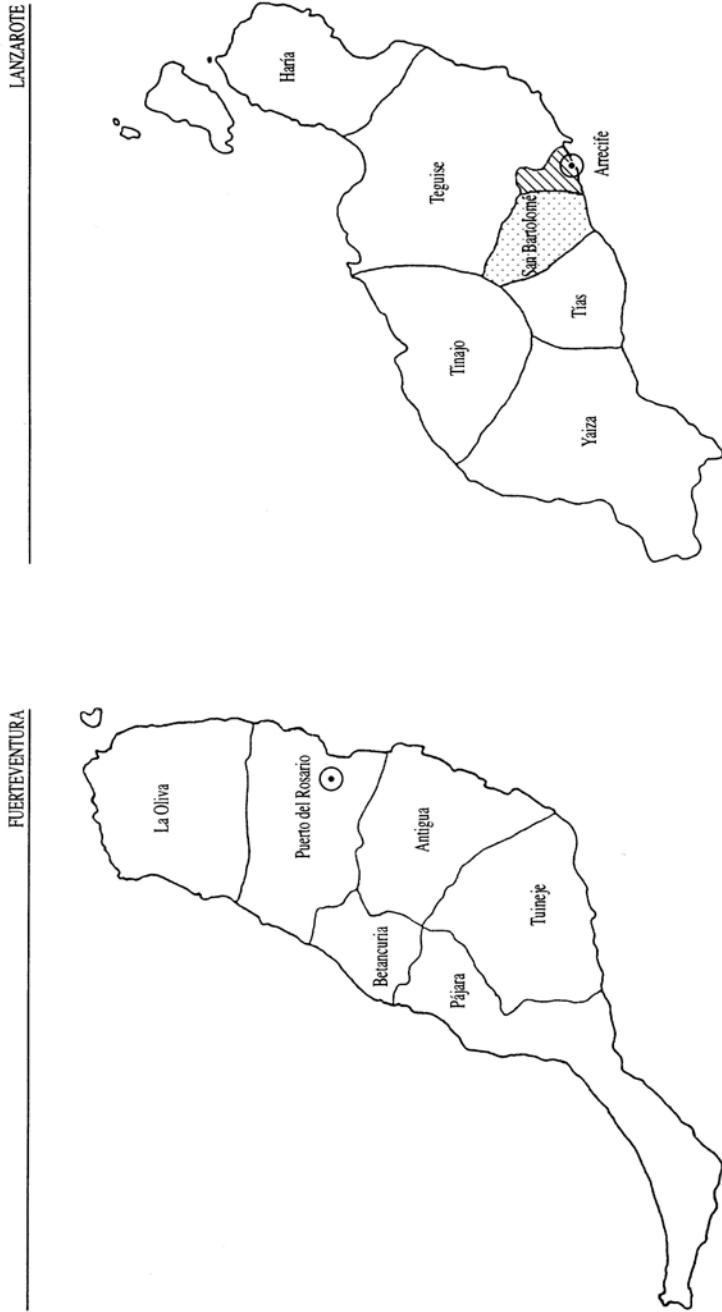 FUERTEVENTURA
La Oliva
Puerto del Rosario
Betancuria
Antigua
Pájara
Tuineje
LANZAROTE
Haría
Teguise
Tinajo
San Bartolomé
Tías
Yaiza
Arrecife